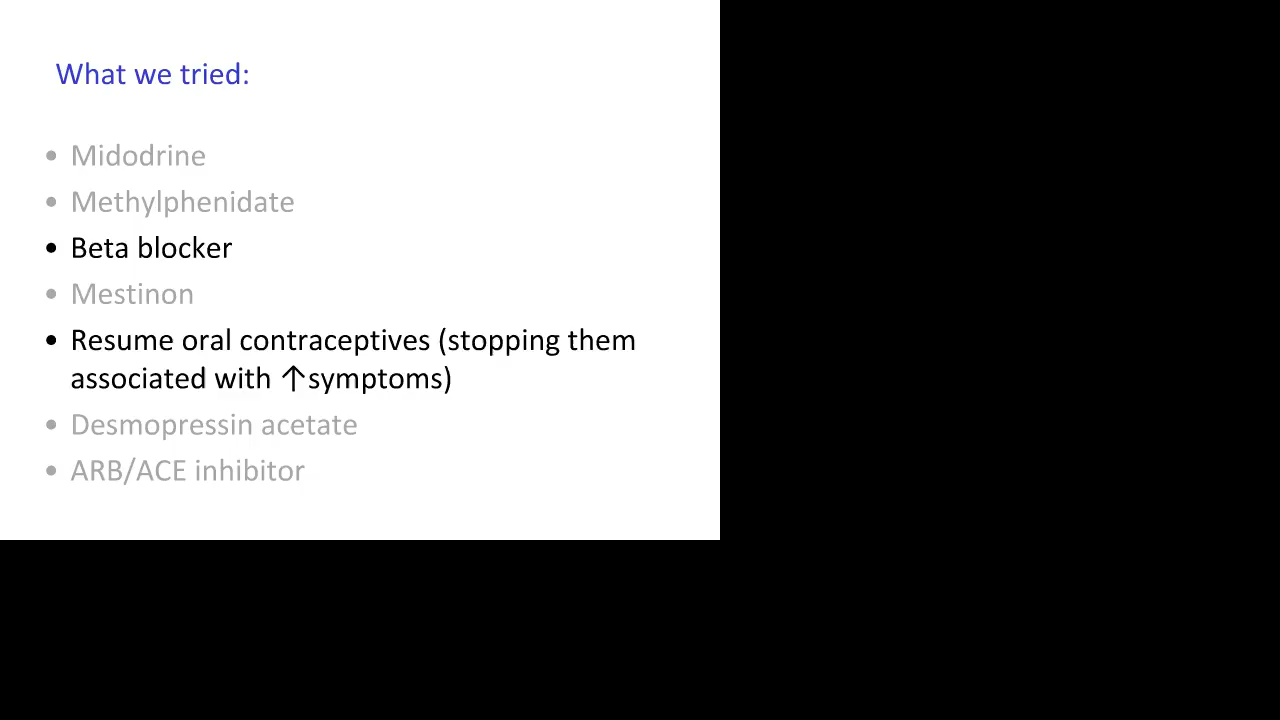 What we tried:
• Midodrine
• Methylphenidate
• Beta blocker
• Mestinon
• Resume oral contraceptives (stopping them
associated with ↑symptoms)
• Desmopressin acetate
• ARB/ACE inhibitor